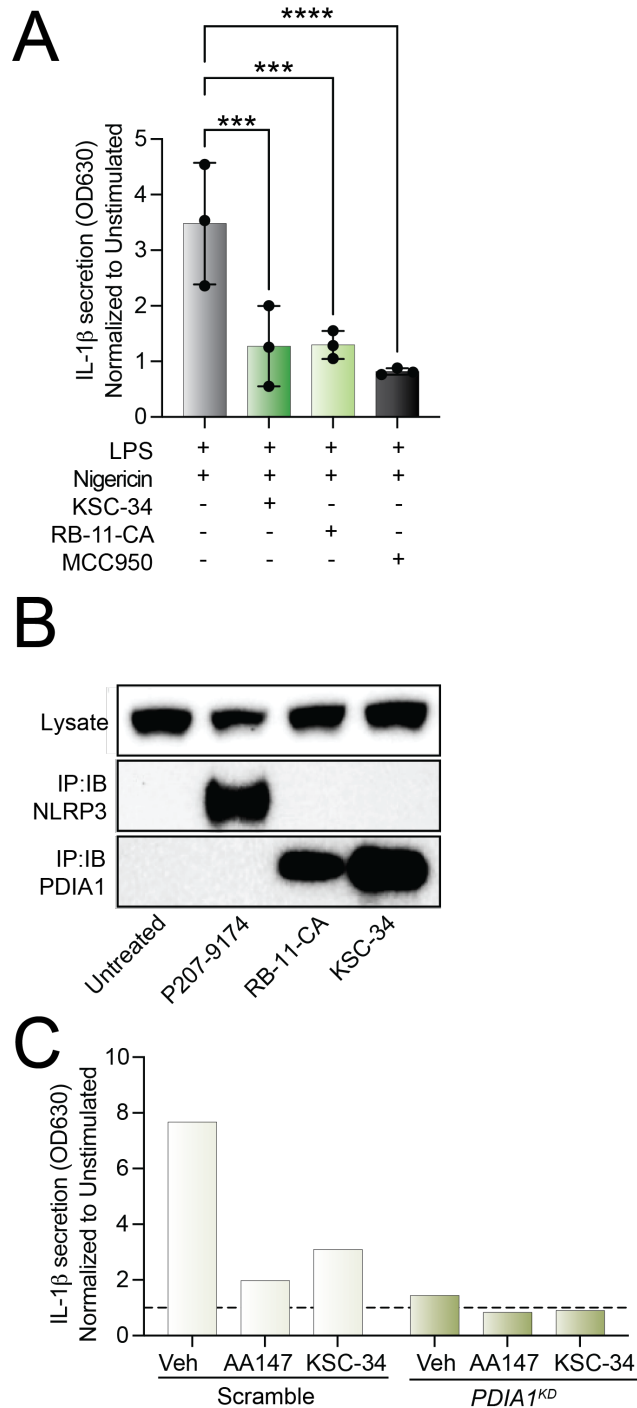 A
****
***
***
IL-1β secretion (OD630)
Normalized to Unstimulated
5
4
3
2
1
0
LPS + + + +
Nigericin + + + +
KSC-34 - + - -
RB-11-CA - - + -
MCC950 - - - +
B
Lysate
IP:IB
NLRP3
IP:IB
PDIA1
Untreated
P207-9174
RB-11-CA
KSC-34
C
IL-1β secretion (OD630)
Normalized to Unstimulated
10
8
6
4
2
0
Veh AA147 KSC-34 Veh AA147 KSC-34
Scramble PDIA1ᴷᴰ